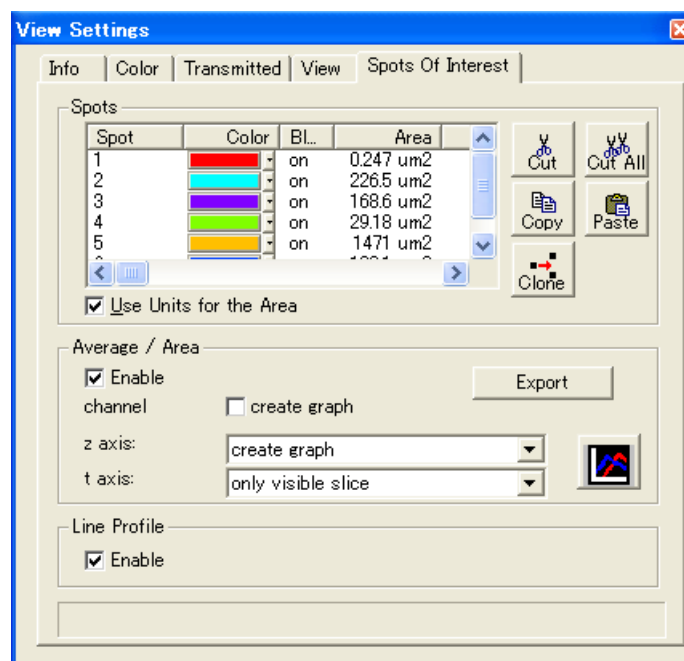 View Settings
Info Color Transmitted View Spots Of Interest
Spots
Spot Color Bl... Area
1 on 0.247 um2
2 on 226.5 um2
3 on 168.6 um2
4 on 29.18 um2
5 on 1471 um2
Cut Cut All
Copy Paste
Clone
Use Units for the Area
Average / Area
Enable
Export
channel create graph
z axis: create graph
t axis: only visible slice
Line Profile
Enable